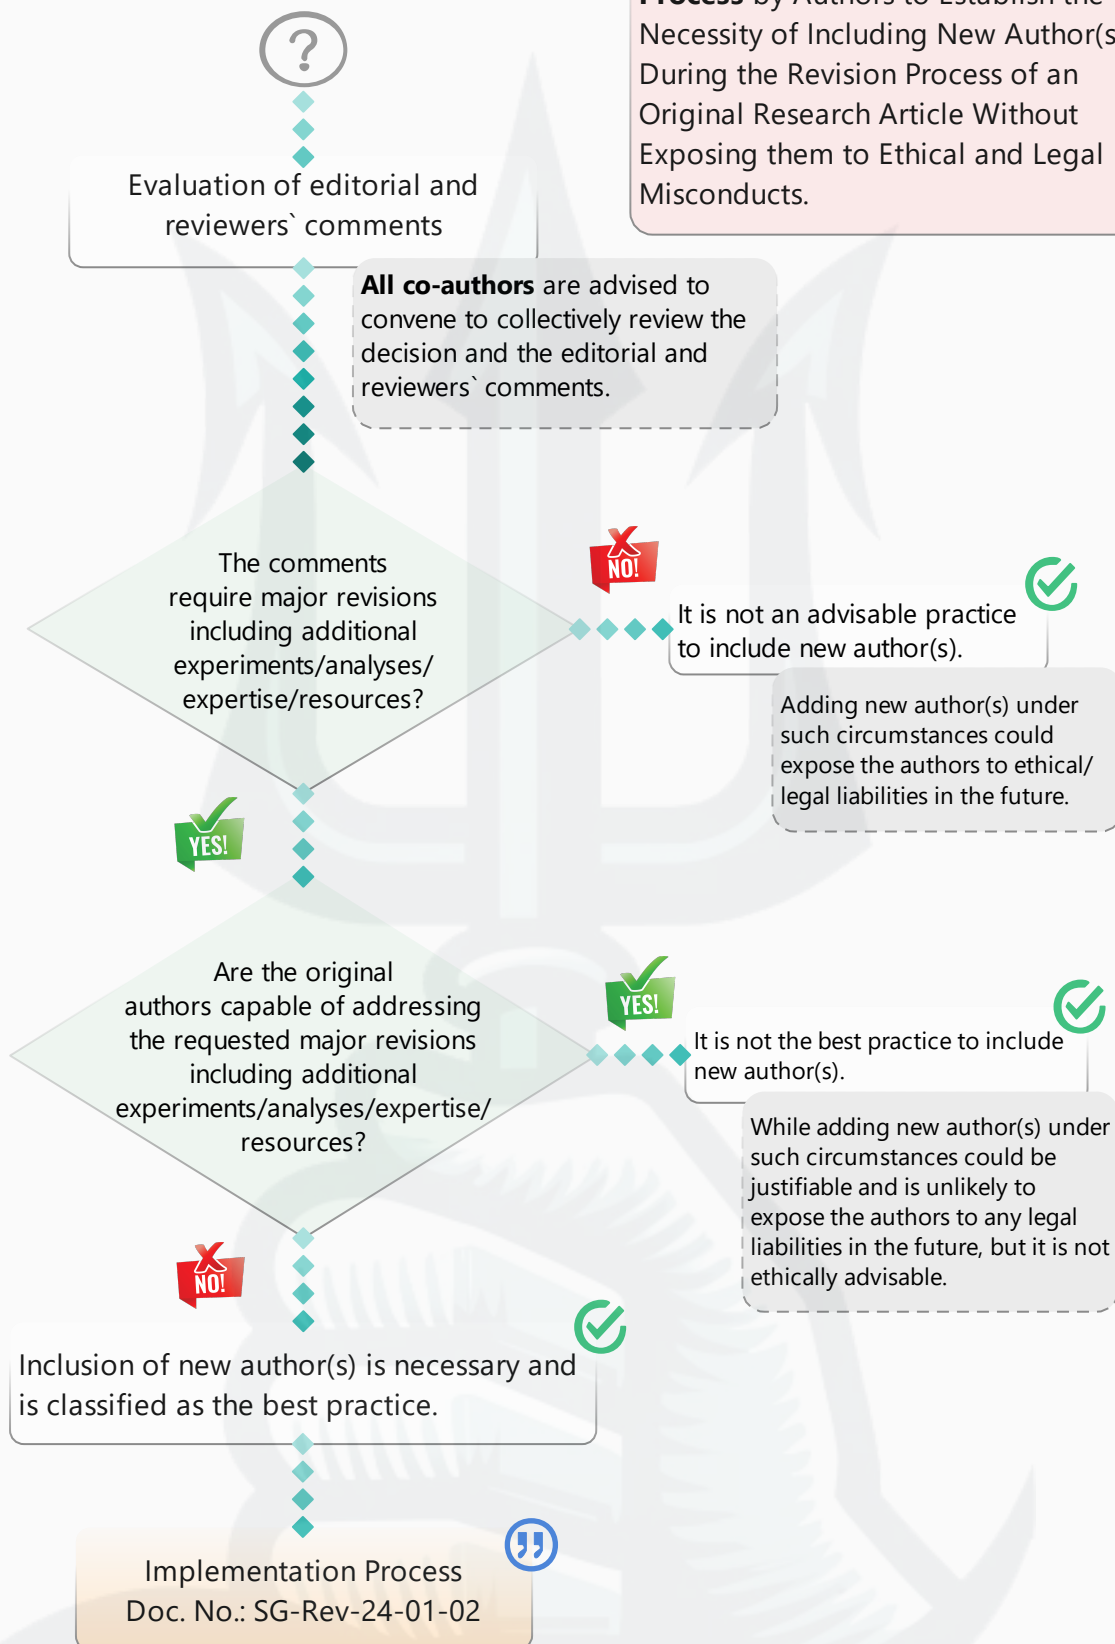 Process by Authors to Establish the
Necessity of Including New Author(s
During the Revision Process of an
Original Research Article Without
Exposing them to Ethical and Legal
Misconducts.
?
Evaluation of editorial and
reviewers` comments
All co-authors are advised to
convene to collectively review the
decision and the editorial and
reviewers` comments.
The comments
require major revisions
including additional
experiments/analyses/
expertise/resources?
NO!
It is not an advisable practice
to include new author(s).
Adding new author(s) under
such circumstances could
expose the authors to ethical/
legal liabilities in the future.
YES!
Are the original
authors capable of addressing
the requested major revisions
including additional
experiments/analyses/expertise/
resources?
YES!
It is not the best practice to include
new author(s).
While adding new author(s) under
such circumstances could be
justifiable and is unlikely to
expose the authors to any legal
liabilities in the future, but it is not
ethically advisable.
NO!
Inclusion of new author(s) is necessary and
is classified as the best practice.
Implementation Process
Doc. No.: SG-Rev-24-01-02